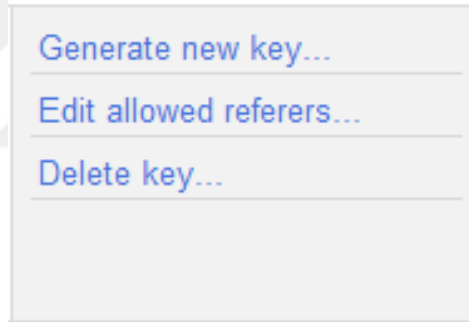 Generate new key...
Edit allowed referers...
Delete key...